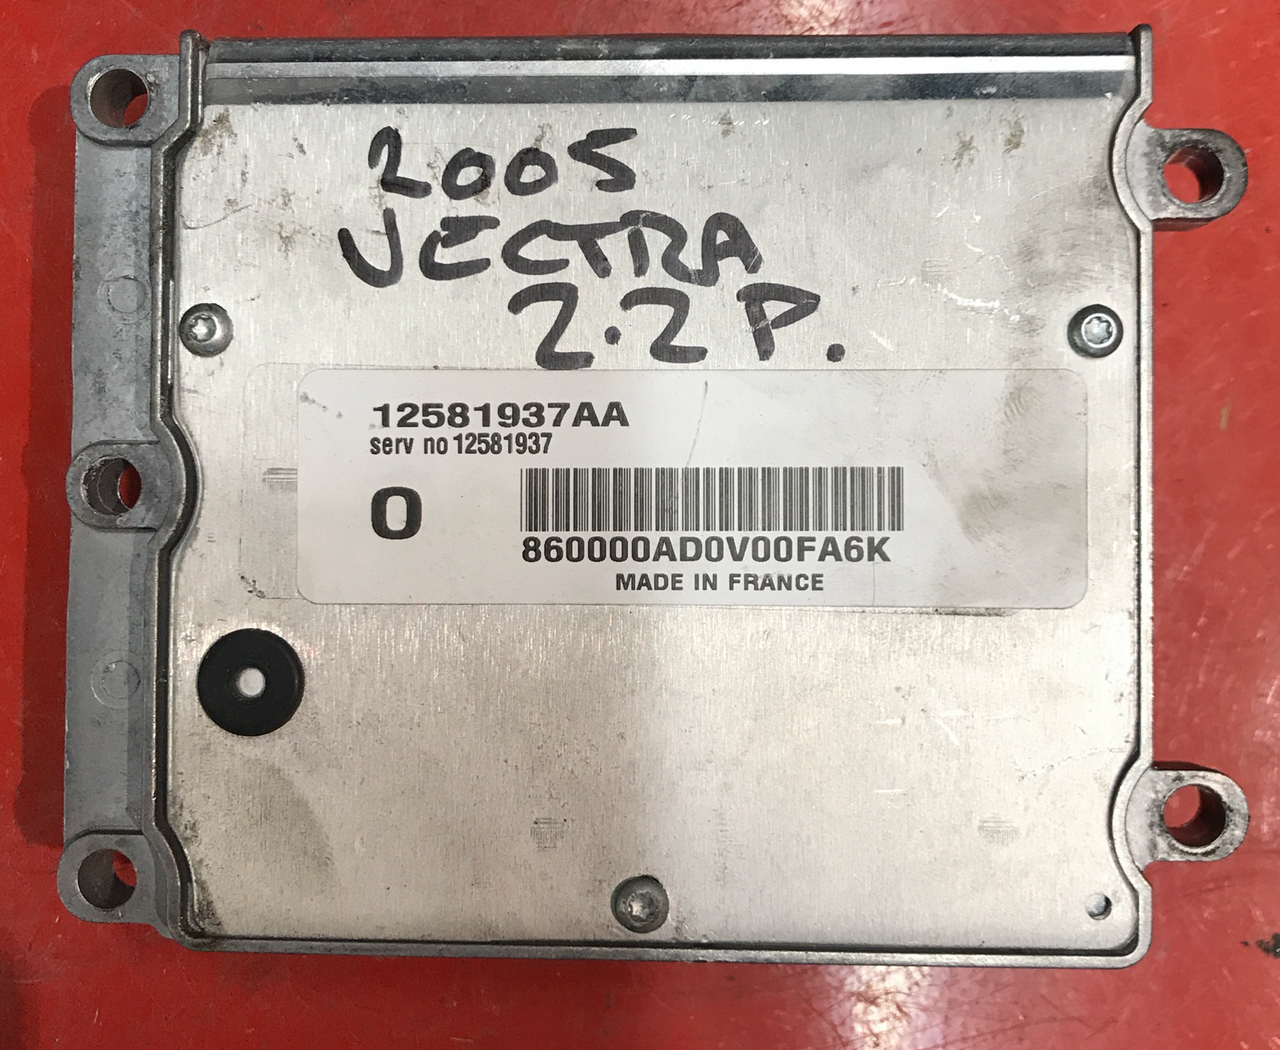 2005
VECTRA
2.2 P.
12581937AA
serv no 12581937
O
860000AD0V00FA6K
MADE IN FRANCE